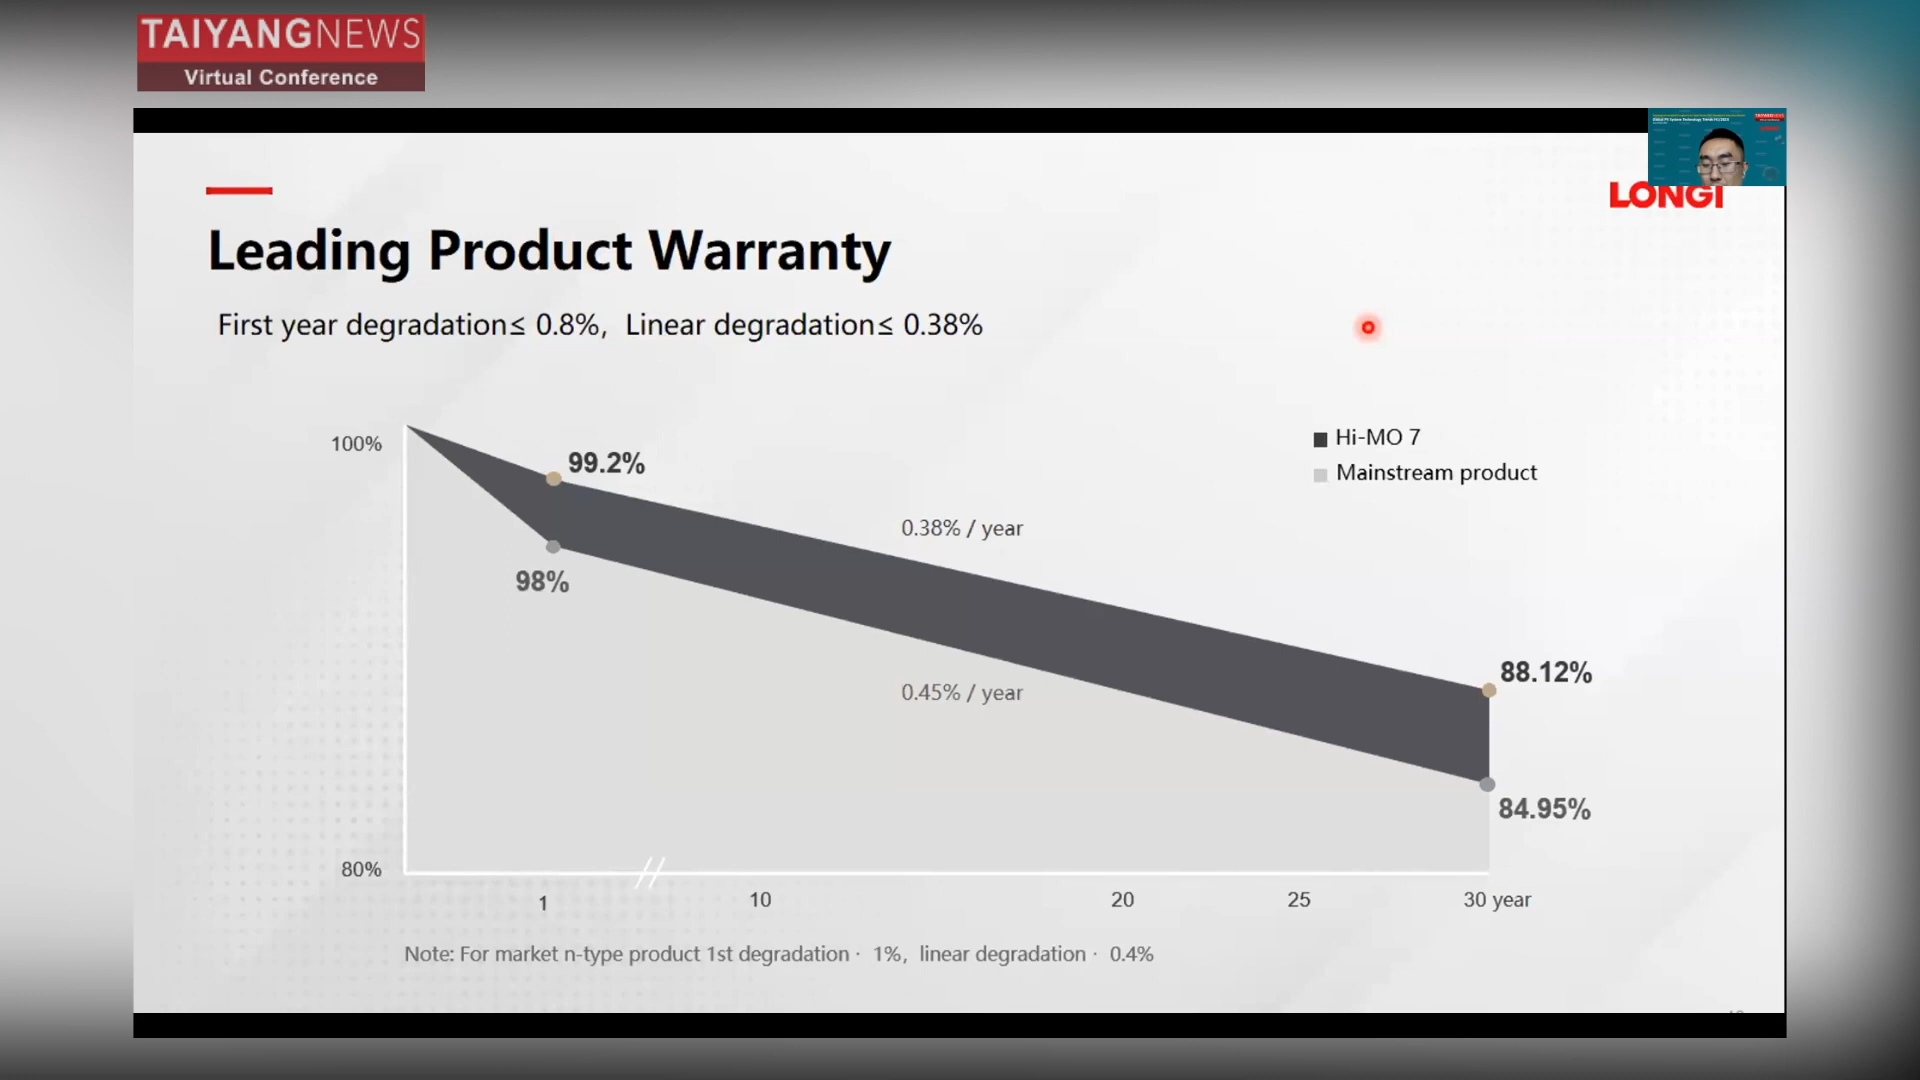 TAIYANGNEWS
Virtual Conference
LONGI
Leading Product Warranty
First year degradation≤ 0.8%, Linear degradation≤ 0.38%
Hi-MO 7
Mainstream product
100%
99.2%
98%
0.38% / year
0.45% / year
88.12%
84.95%
80%
1 10 20 25 30 year
Note: For market n-type product 1st degradation · 1%, linear degradation · 0.4%